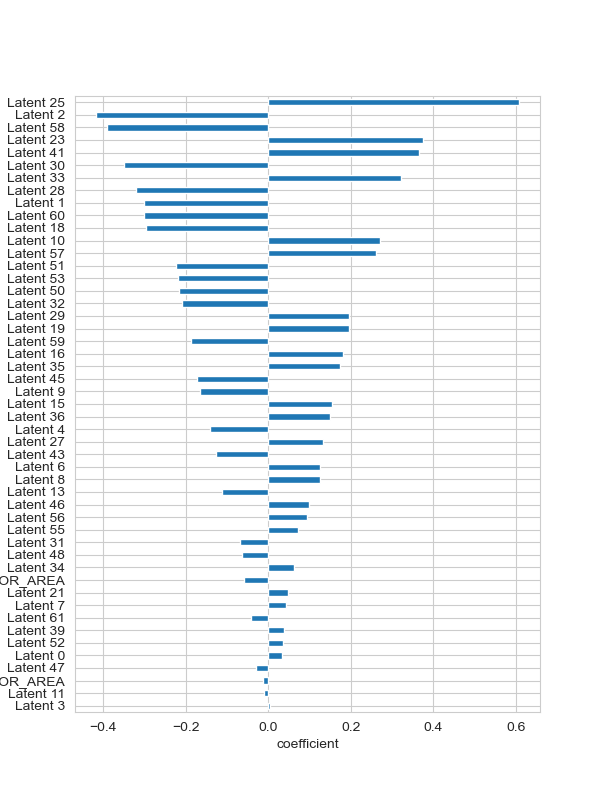 Latent 25
Latent 2
Latent 58
Latent 23
Latent 41
Latent 30
Latent 33
Latent 28
Latent 1
Latent 60
Latent 18
Latent 10
Latent 57
Latent 51
Latent 53
Latent 50
Latent 32
Latent 29
Latent 19
Latent 59
Latent 16
Latent 35
Latent 45
Latent 9
Latent 15
Latent 36
Latent 4
Latent 27
Latent 43
Latent 6
Latent 8
Latent 13
Latent 46
Latent 56
Latent 55
Latent 31
Latent 48
Latent 34
OR_AREA
Latent 21
Latent 7
Latent 61
Latent 39
Latent 52
Latent 0
Latent 47
OR_AREA
Latent 11
Latent 3
−0.4 −0.2 0.0 0.2 0.4 0.6
coefficient